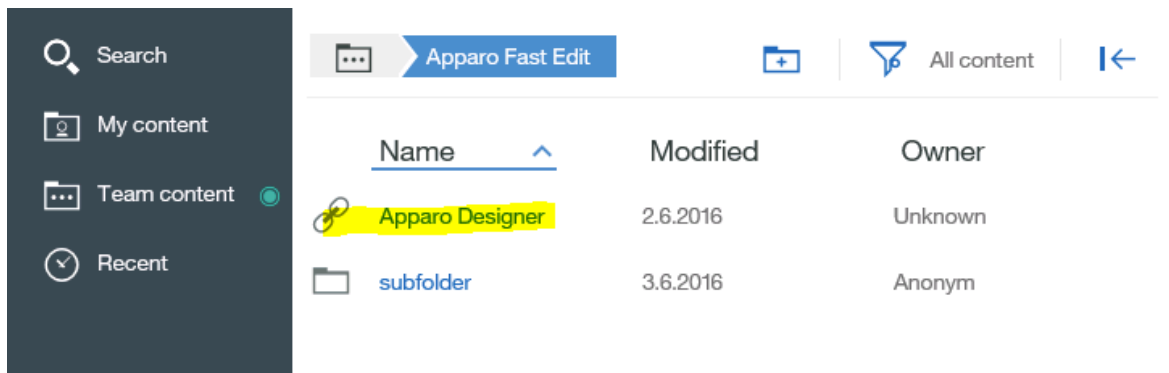 Search
My content
Team content
Recent
Apparo Fast Edit
All content
Name Modified Owner
Apparo Designer 2.6.2016 Unknown
subfolder 3.6.2016 Anonym